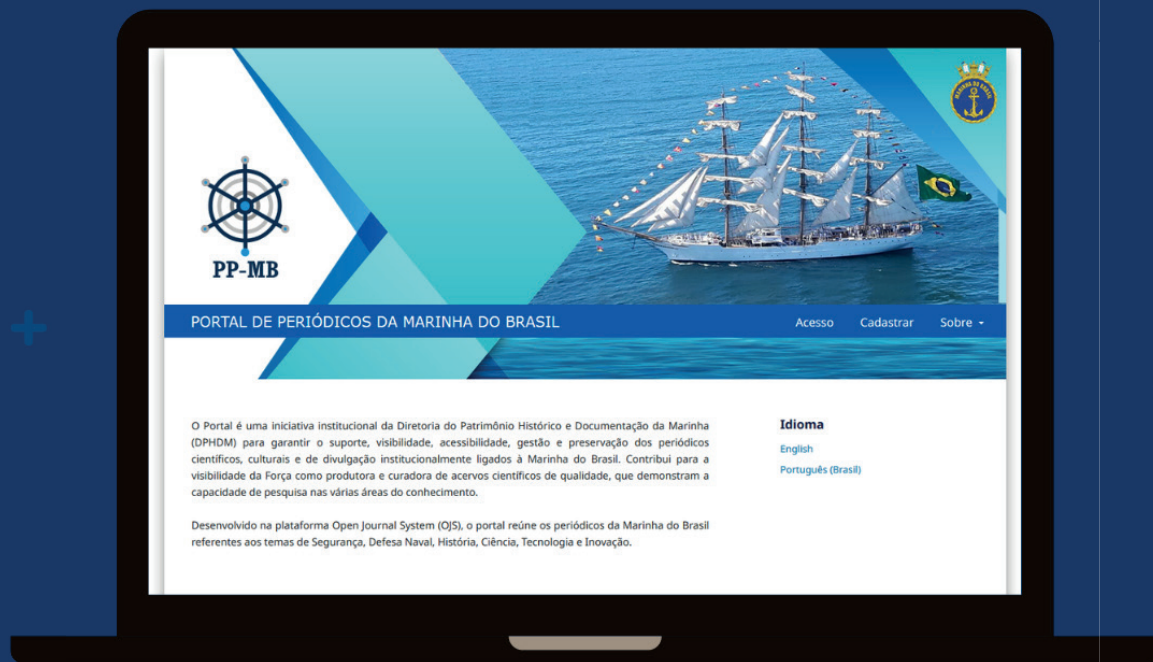 MARINHA DO BRASIL
PP-MB
PORTAL DE PERIÓDICOS DA MARINHA DO BRASIL
Acesso Cadastrar Sobre
O Portal é uma iniciativa institucional da Diretoria do Patrimônio Histórico e Documentação da Marinha
(DPHDM) para garantir o suporte, visibilidade, acessibilidade, gestão e preservação dos periódicos
científicos, culturais e de divulgação institucionalmente ligados à Marinha do Brasil. Contribui para a
visibilidade da Força como produtora e curadora de acervos científicos de qualidade, que demonstram a
capacidade de pesquisa nas várias áreas do conhecimento.
Desenvolvido na plataforma Open Journal System (OJS), o portal reúne os periódicos da Marinha do Brasil
referentes aos temas de Segurança, Defesa Naval, História, Ciência, Tecnologia e Inovação.
Idioma
English
Português (Brasil)